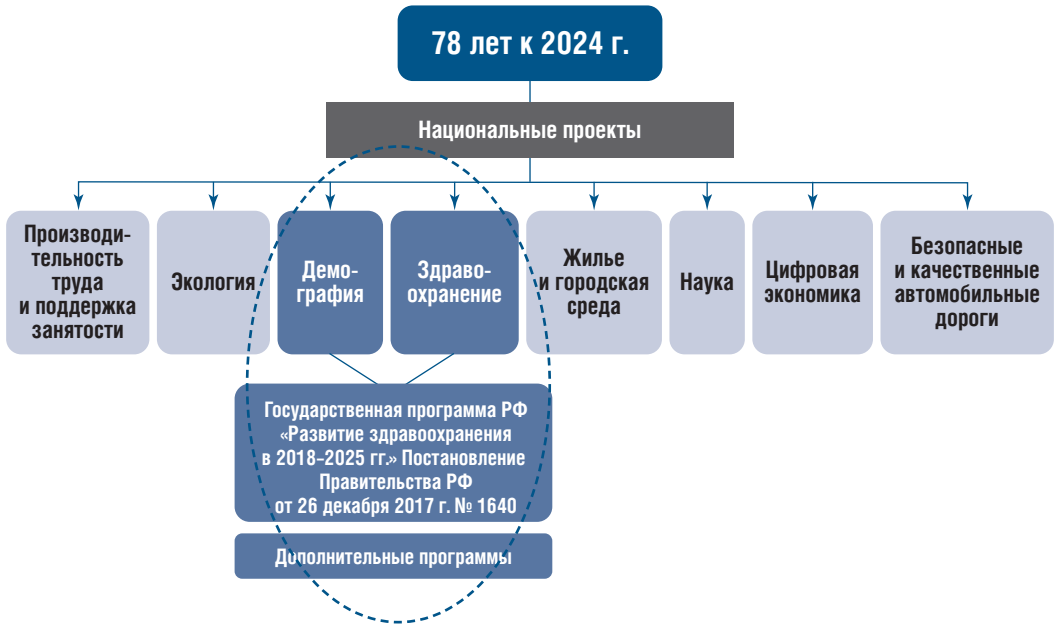 78 лет к 2024 г.
Национальные проекты
Производи-
тельность
труда
и поддержка
занятости
Экология
Демо-
графия
Здраво-
охранение
Жилье
и городская
среда
Наука
Цифровая
экономика
Безопасные
и качественные
автомобильные
дороги
Государственная программа РФ
«Развитие здравоохранения
в 2018–2025 гг.» Постановление
Правительства РФ
от 26 декабря 2017 г. № 1640
Дополнительные программы